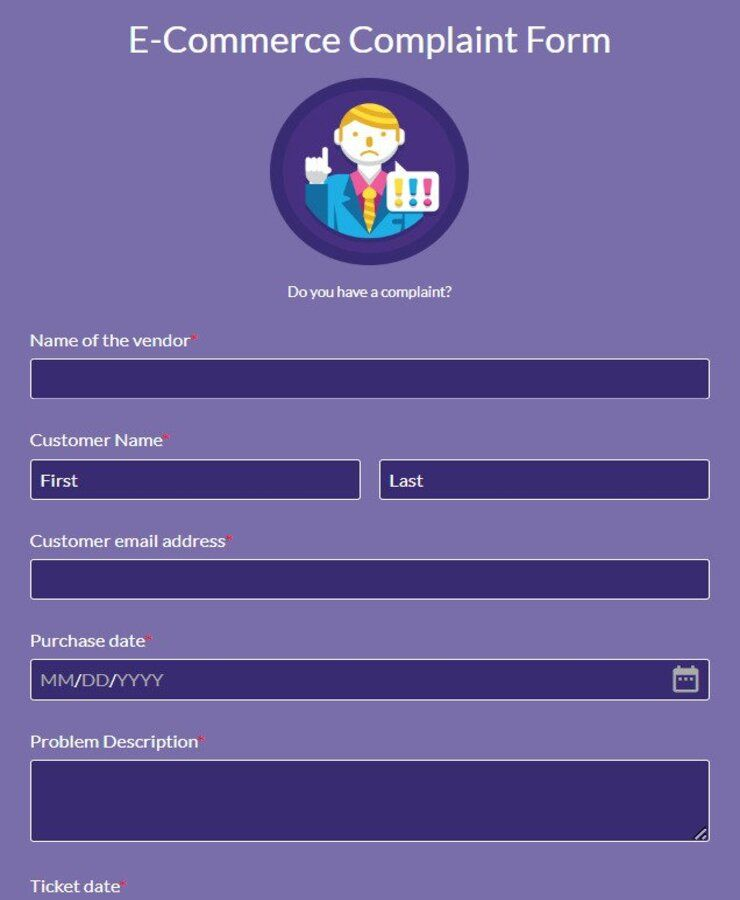 E-Commerce Complaint Form
Do you have a complaint?
Name of the vendor*
Customer Name*
First Last
Customer email address*
Purchase date*
MM/DD/YYYY
Problem Description*
Ticket date*